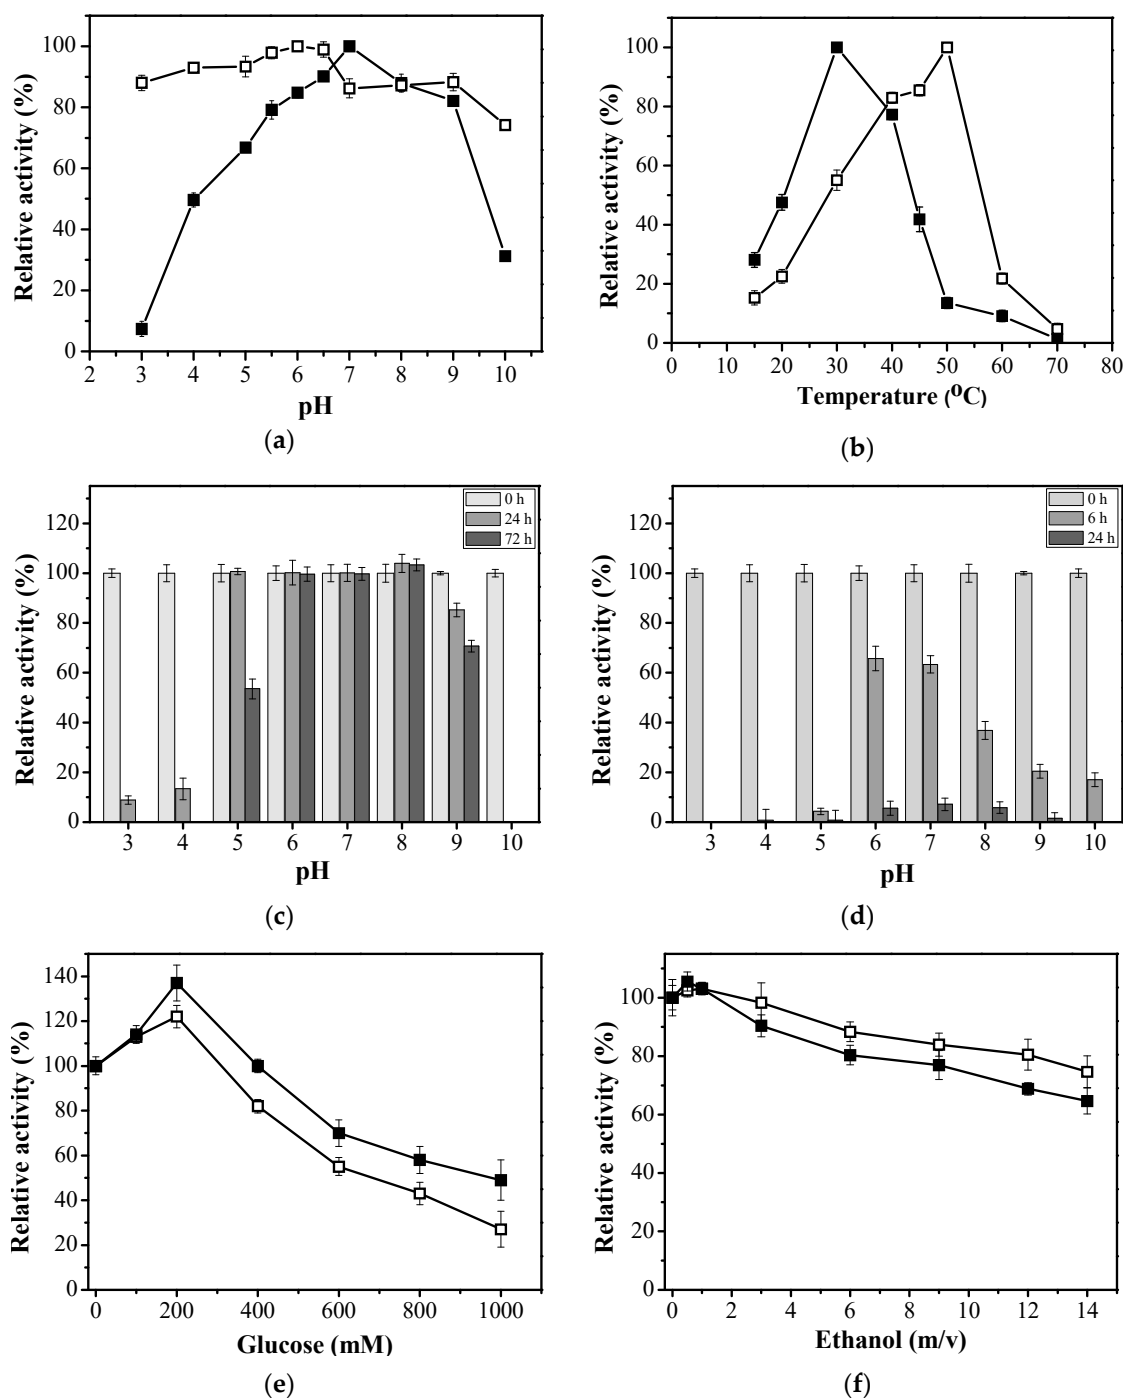 Relative activity (%)
100
80
60
40
20
0
2 3 4 5 6 7 8 9 10
pH
(a)
Relative activity (%)
100
80
60
40
20
0
0 10 20 30 40 50 60 70 80
Temperature (ºC)
(b)
0 h
24 h
72 h
Relative activity (%)
120
100
80
60
40
20
0
3 4 5 6 7 8 9 10
pH
(c)
0 h
6 h
24 h
Relative activity (%)
120
100
80
60
40
20
0
3 4 5 6 7 8 9 10
pH
(d)
Relative activity (%)
140
120
100
80
60
40
20
0
0 200 400 600 800 1000
Glucose (mM)
(e)
Relative activity (%)
100
80
60
40
20
0
0 2 4 6 8 10 12 14
Ethanol (m/v)
(f)